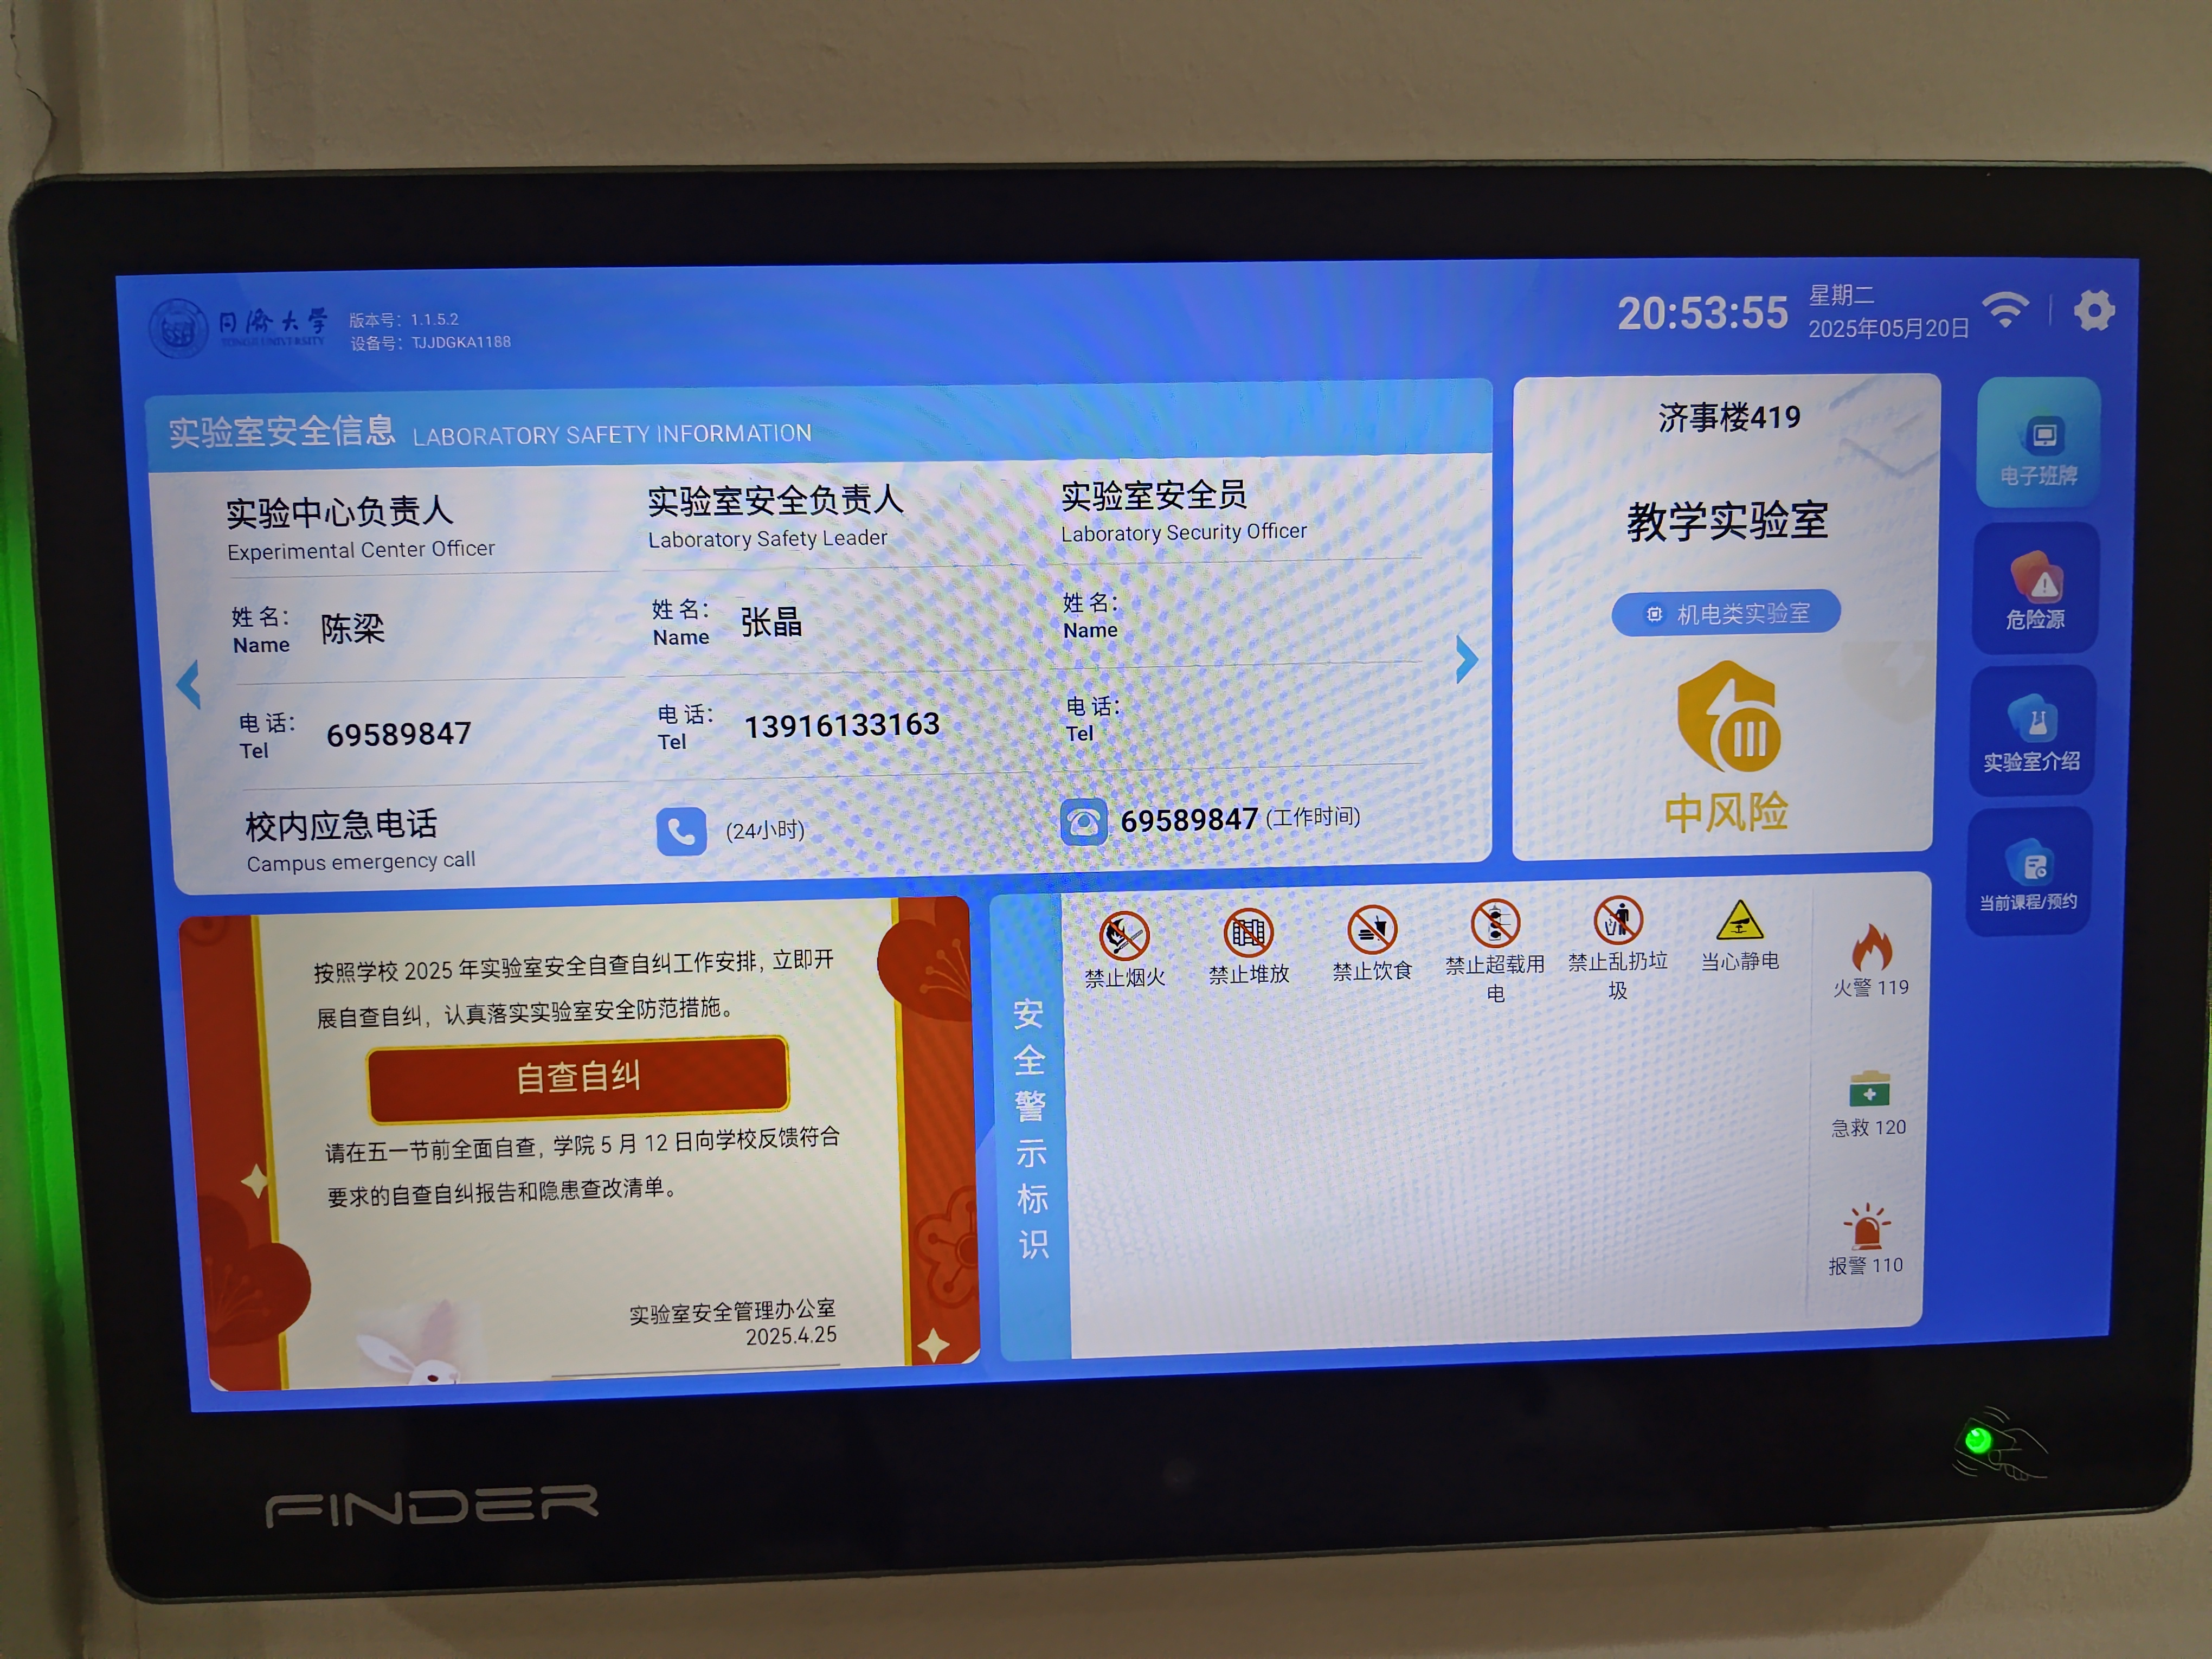 同济大学
TONGJI UNIVERSITY
版本号：1.1.5.2
设备号：TJJDGKA1188
20:53:55
星期二
2025年05月20日
实验室安全信息 LABORATORY SAFETY INFORMATION
实验中心负责人
Experimental Center Officer
姓 名：
Name
陈梁
电 话：
Tel
69589847
实验室安全负责人
Laboratory Safety Leader
姓 名：
Name
张晶
电 话：
Tel
13916133163
实验室安全员
Laboratory Security Officer
姓 名：
Name
电 话：
Tel
校内应急电话
Campus emergency call
(24小时)
69589847 (工作时间)
济事楼419
教学实验室
机电类实验室
中风险
电子班牌
危险源
实验室介绍
当前课程/预约
按照学校 2025 年实验室安全自查自纠工作安排，立即开
展自查自纠，认真落实实验室安全防范措施。
自查自纠
请在五一节前全面自查，学院 5 月 12 日向学校反馈符合
要求的自查自纠报告和隐患查改清单。
实验室安全管理办公室
2025.4.25
安全警示标识
禁止烟火
禁止堆放
禁止饮食
禁止超载用
电
禁止乱扔垃
圾
当心静电
火警 119
急救 120
报警 110
FINDER